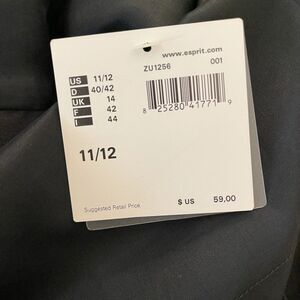 www.esprit.com
ZU1256 001
US 11/12
D 40/42
UK 14
F 42
I 44
8 25280 41771 9
11/12
Suggested Retail Price $ US 59.00